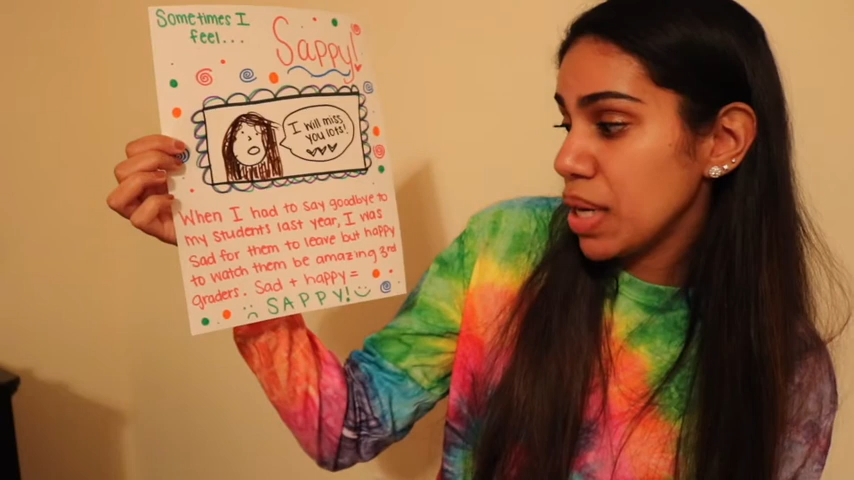 Sometimes I
feel...
Sappy!
I will miss
you lots!
When I had to say goodbye to
my students last year, I was
sad for them to leave but happy
to watch them be amazing 3rd
graders. Sad + happy =
SAPPY!